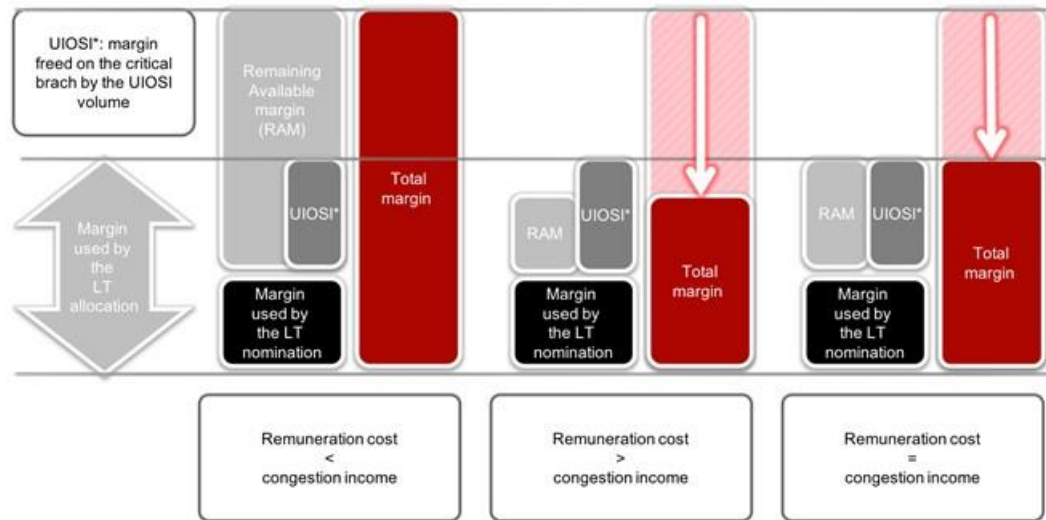 UIOSI*: margin
freed on the critical
brach by the UIOSI
volume
Remaining
Available
margin
(RAM)
UIOSI*
Total
margin
Margin
used by
the
LT
allocation
Margin
used by
the LT
nomination
RAM
UIOSI*
Total
margin
Margin
used by
the LT
nomination
RAM
UIOSI*
Total
margin
Margin
used by
the LT
nomination
Remuneration cost
<
congestion income
Remuneration cost
>
congestion income
Remuneration cost
=
congestion income